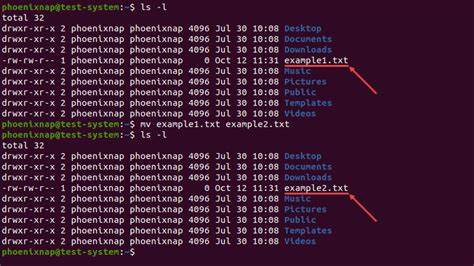 phoenixnap@test-system:~$ ls -l
total 32
drwxr-xr-x 2 phoenixnap phoenixnap 4096 Jul 30 10:08 Desktop
drwxr-xr-x 2 phoenixnap phoenixnap 4096 Jul 30 10:08 Documents
drwxr-xr-x 2 phoenixnap phoenixnap 4096 Jul 30 10:08 Downloads
-rw-rw-r-- 1 phoenixnap phoenixnap    0 Oct 12 11:31 example1.txt
drwxr-xr-x 2 phoenixnap phoenixnap 4096 Jul 30 10:08 Music
drwxr-xr-x 2 phoenixnap phoenixnap 4096 Jul 30 10:08 Pictures
drwxr-xr-x 2 phoenixnap phoenixnap 4096 Jul 30 10:08 Public
drwxr-xr-x 2 phoenixnap phoenixnap 4096 Jul 30 10:08 Templates
drwxr-xr-x 2 phoenixnap phoenixnap 4096 Jul 30 10:08 Videos
phoenixnap@test-system:~$ mv example1.txt example2.txt
phoenixnap@test-system:~$ ls -l
total 32
drwxr-xr-x 2 phoenixnap phoenixnap 4096 Jul 30 10:08 Desktop
drwxr-xr-x 2 phoenixnap phoenixnap 4096 Jul 30 10:08 Documents
drwxr-xr-x 2 phoenixnap phoenixnap 4096 Jul 30 10:08 Downloads
-rw-rw-r-- 1 phoenixnap phoenixnap    0 Oct 12 11:31 example2.txt
drwxr-xr-x 2 phoenixnap phoenixnap 4096 Jul 30 10:08 Music
drwxr-xr-x 2 phoenixnap phoenixnap 4096 Jul 30 10:08 Pictures
drwxr-xr-x 2 phoenixnap phoenixnap 4096 Jul 30 10:08 Public
drwxr-xr-x 2 phoenixnap phoenixnap 4096 Jul 30 10:08 Templates
drwxr-xr-x 2 phoenixnap phoenixnap 4096 Jul 30 10:08 Videos
phoenixnap@test-system:~$